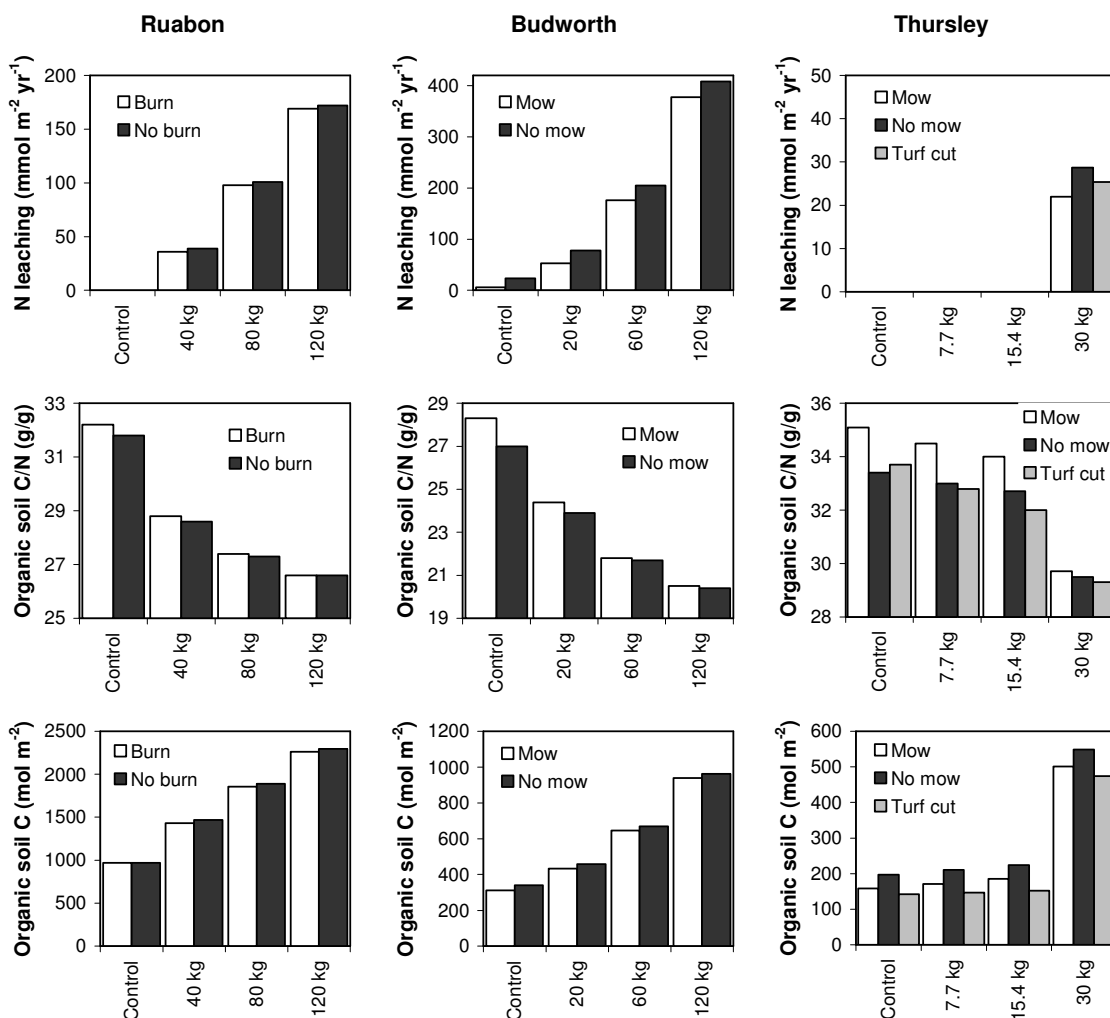 Ruabon
Budworth
Thursley
N leaching (mmol m⁻² yr⁻¹)
200
150
100
50
0
Burn
No burn
Control
40 kg
80 kg
120 kg
N leaching (mmol m⁻² yr⁻¹)
400
300
200
100
0
Mow
No mow
Control
20 kg
60 kg
120 kg
N leaching (mmol m⁻² yr⁻¹)
50
40
30
20
10
0
Mow
No mow
Turf cut
Control
7.7 kg
15.4 kg
30 kg
Organic soil C/N (g/g)
33
31
29
27
25
Burn
No burn
Control
40 kg
80 kg
120 kg
Organic soil C/N (g/g)
29
27
25
23
21
19
Mow
No mow
Control
20 kg
60 kg
120 kg
Organic soil C/N (g/g)
36
34
32
30
28
Mow
No mow
Turf cut
Control
7.7 kg
15.4 kg
30 kg
Organic soil C (mol m⁻²)
2500
2000
1500
1000
500
0
Burn
No burn
Control
40 kg
80 kg
120 kg
Organic soil C (mol m⁻²)
1200
1000
800
600
400
200
0
Mow
No mow
Control
20 kg
60 kg
120 kg
Organic soil C (mol m⁻²)
600
500
400
300
200
100
0
Mow
No mow
Turf cut
Control
7.7 kg
15.4 kg
30 kg